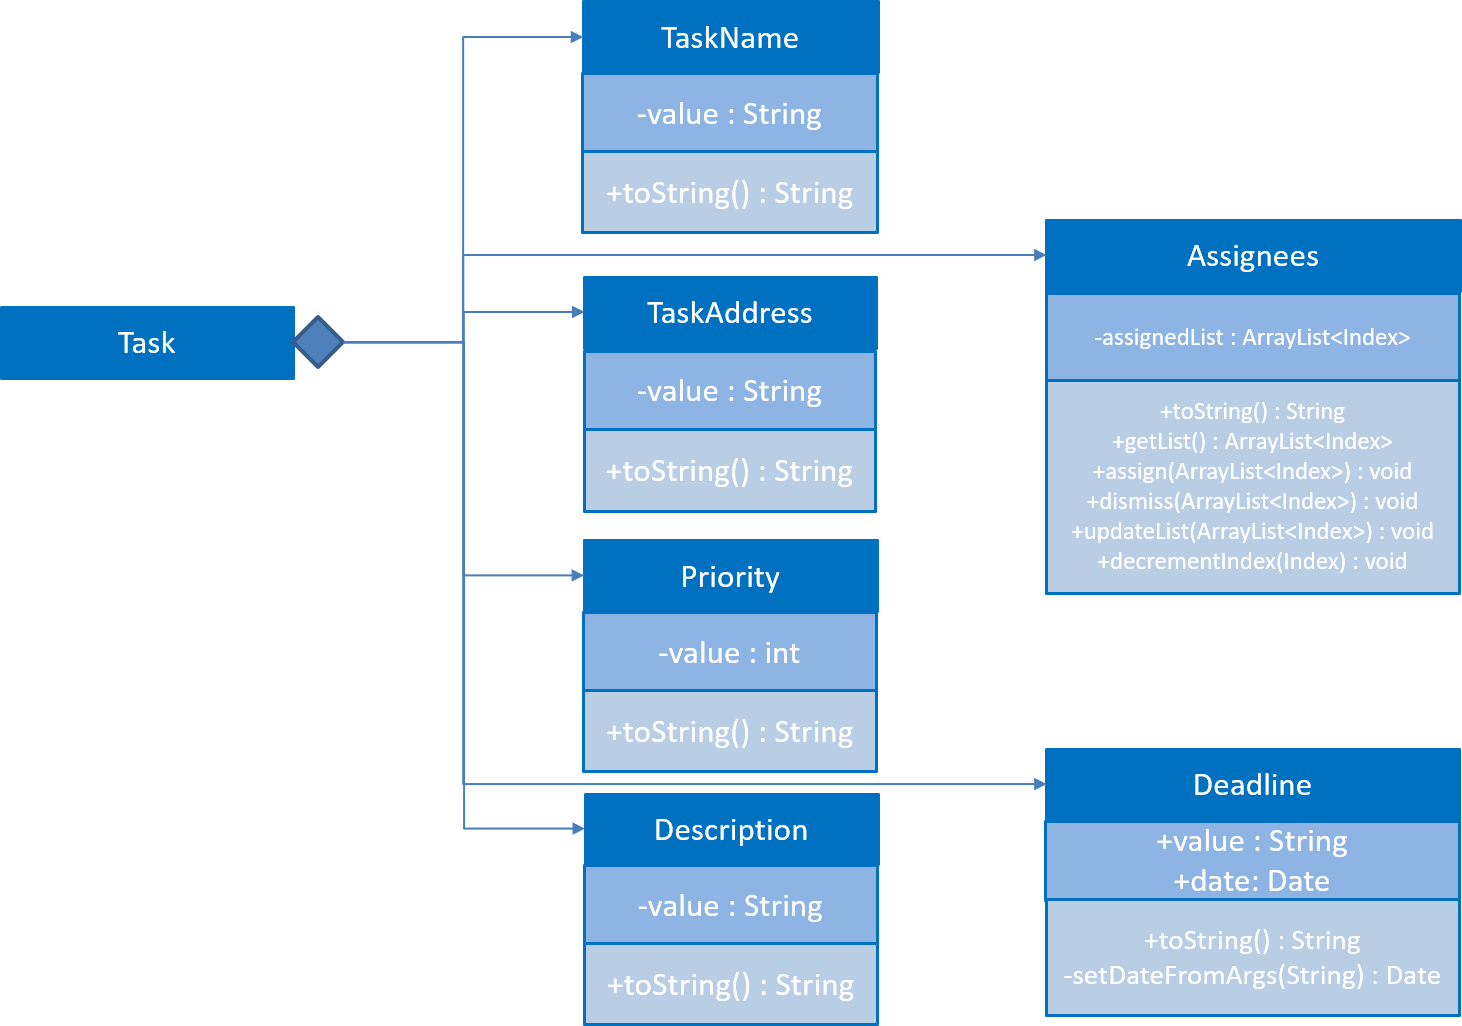 Task
TaskName
-value : String
+toString() : String
TaskAddress
-value : String
+toString() : String
Priority
-value : int
+toString() : String
Description
-value : String
+toString() : String
Assignees
-assignedList : ArrayList<Index>
+toString() : String
+getList() : ArrayList<Index>
+assign(ArrayList<Index>) : void
+dismiss(ArrayList<Index>) : void
+updateList(ArrayList<Index>) : void
+decrementIndex(Index) : void
Deadline
+value : String
+date: Date
+toString() : String
-setDateFromArgs(String) : Date